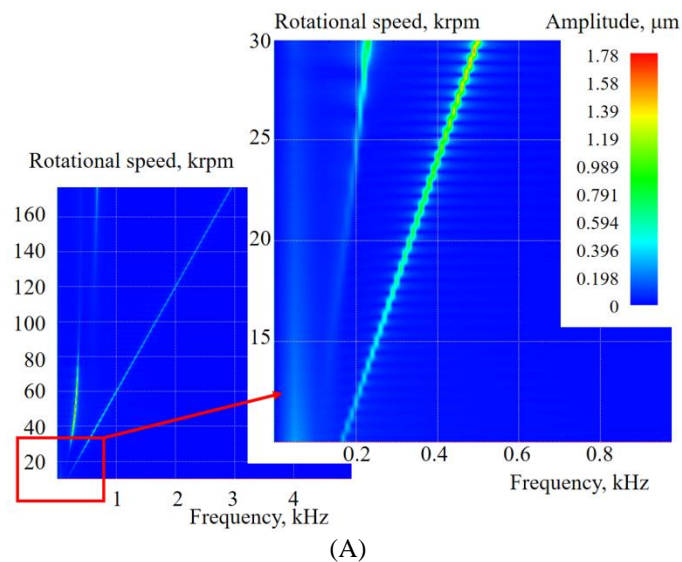 Rotational speed, krpm
Amplitude, μm
30
25
20
15
0.2 0.4 0.6 0.8
Frequency, kHz
1.78
1.58
1.39
1.19
0.989
0.791
0.594
0.396
0.198
0
Rotational speed, krpm
160
140
120
100
80
60
40
20
1 2 3 4
Frequency, kHz
(A)